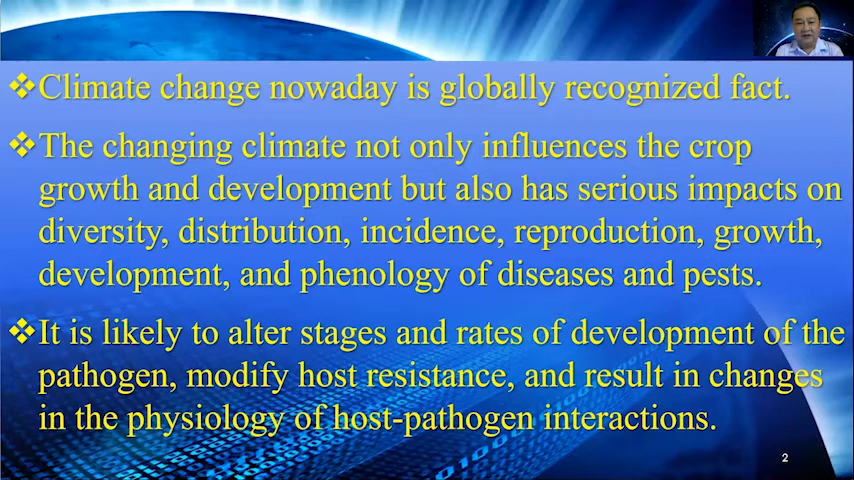 ❖Climate change nowaday is globally recognized fact.
❖The changing climate not only influences the crop
growth and development but also has serious impacts on
diversity, distribution, incidence, reproduction, growth,
development, and phenology of diseases and pests.
❖It is likely to alter stages and rates of development of the
pathogen, modify host resistance, and result in changes
in the physiology of host-pathogen interactions.
2